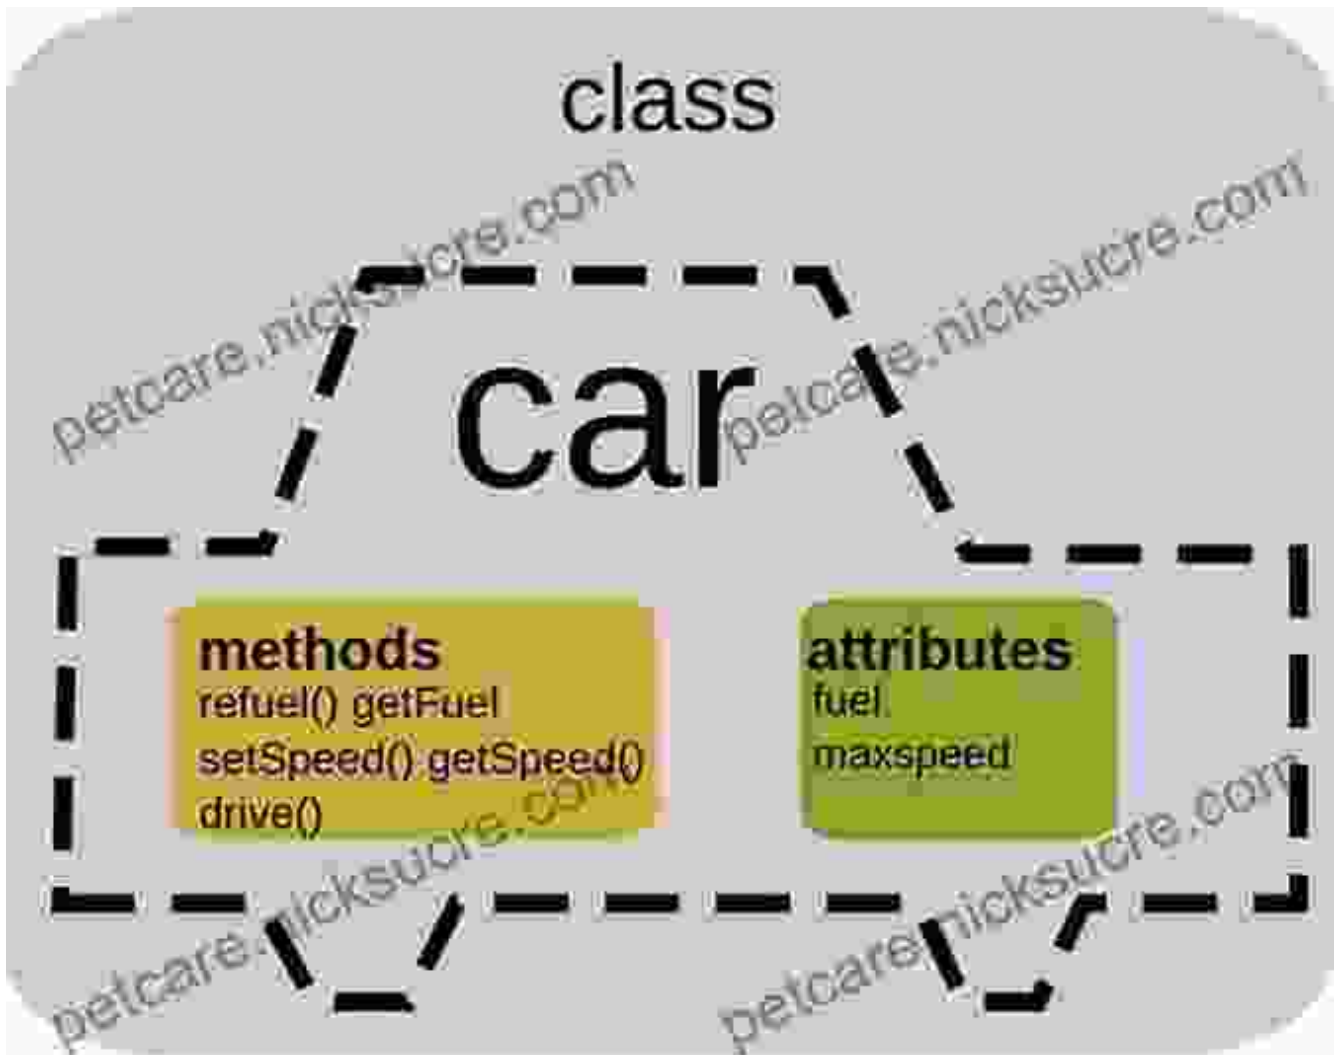 class
petcare.nicksucre.com
petcare.nicksucre.com
car
methods
refuel() getFuel
setSpeed() getSpeed()
drive()
attributes
fuel
maxspeed
petcare.nicksucre.com
petcare.nicksucre.com